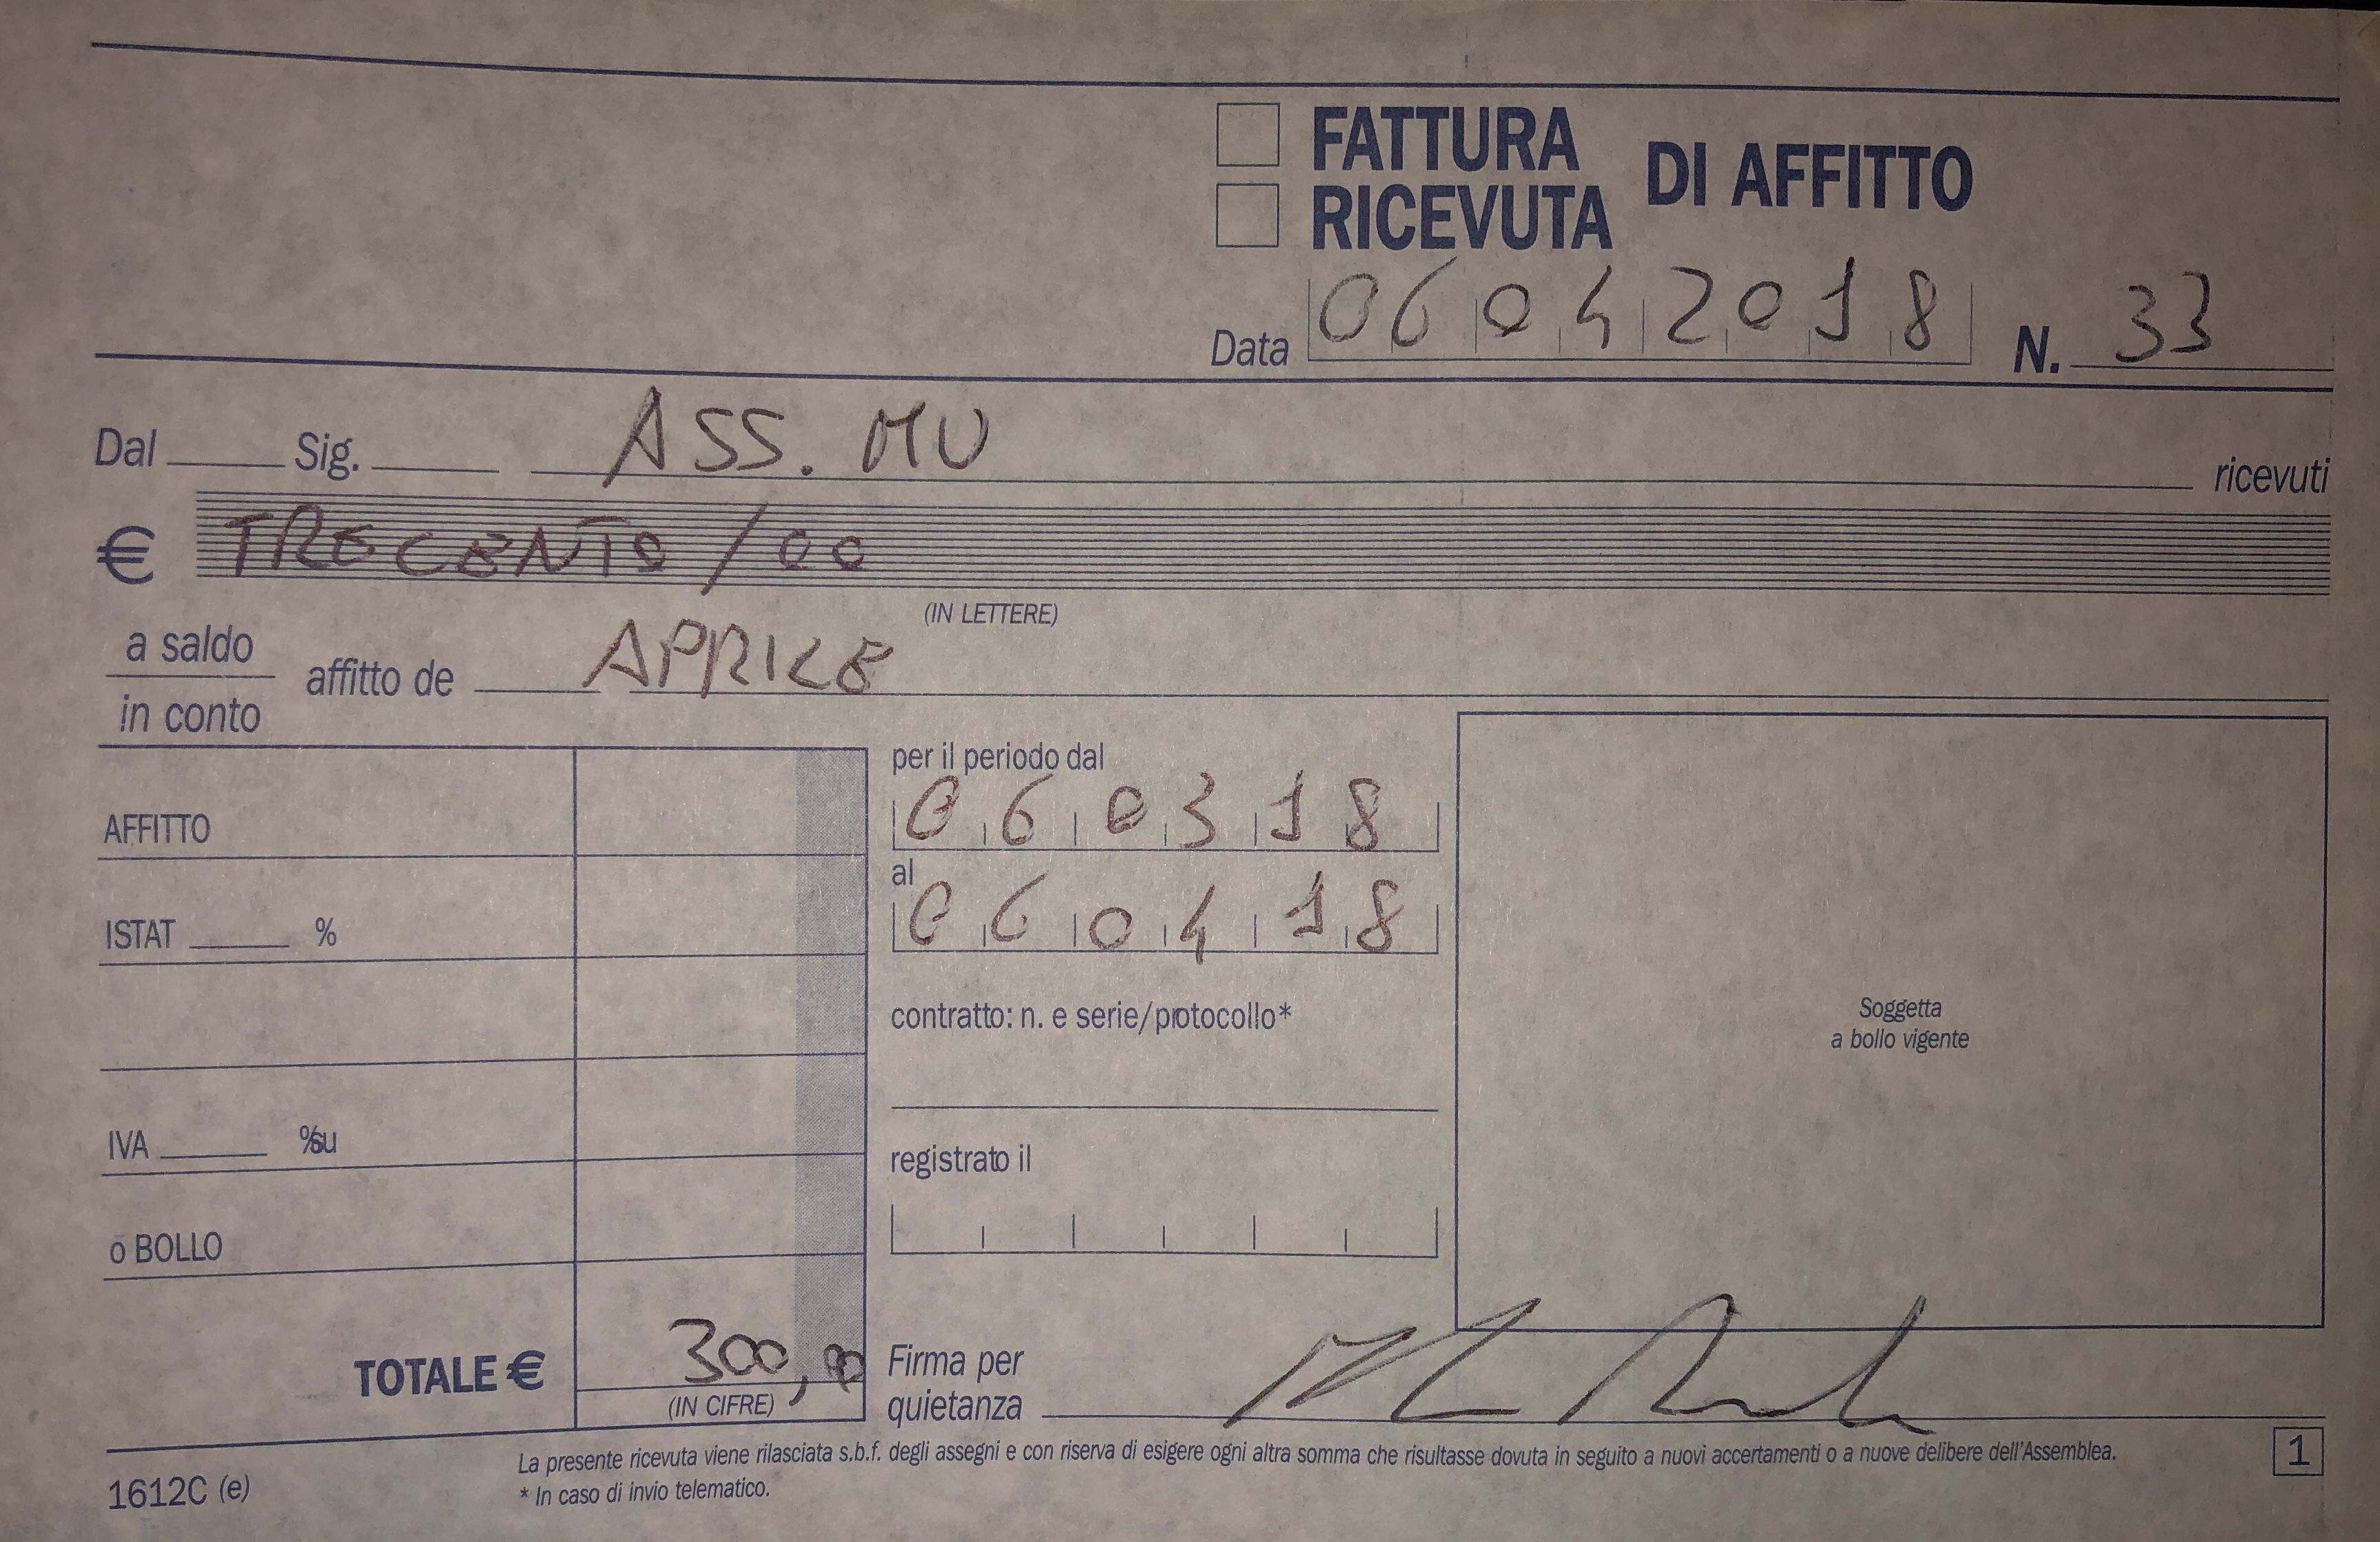 FATTURA
RICEVUTA DI AFFITTO
Data 06042018 N. 33
Dal Sig. ASS. MU ricevuti
€ TRECENTO/00
(IN LETTERE)
a saldo
in conto
affitto de APRILE
per il periodo dal
060318
al
060418
contratto: n. e serie/protocollo*
registrato il
AFFITTO
ISTAT %
IVA %su
o BOLLO
TOTALE € 300,00
(IN CIFRE)
Soggetta
a bollo vigente
Firma per
quietanza
La presente ricevuta viene rilasciata s.b.f. degli assegni e con riserva di esigere ogni altra somma che risultasse dovuta in seguito a nuovi accertamenti o a nuove delibere dell'Assemblea.
* In caso di invio telematico.
1612C (e)
1